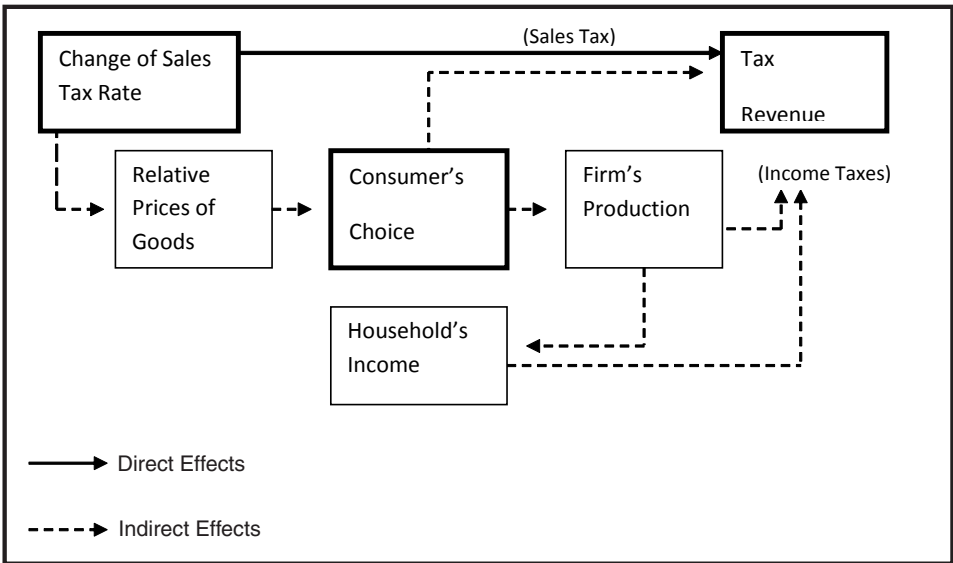 (Sales Tax)
Change of Sales
Tax Rate
Tax
Revenue
Relative
Prices of
Goods
Consumer’s
Choice
Firm’s
Production
(Income Taxes)
Household’s
Income
Direct Effects
Indirect Effects